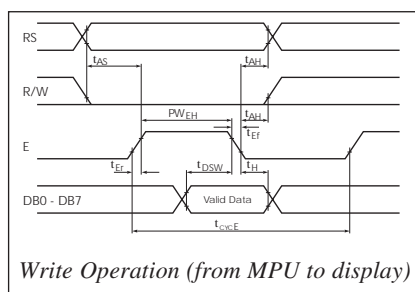 RS
tAS
tAH
R/W
PWEH
tAH
tEf
E
tEr
tDSW
tH
DB0 - DB7
Valid Data
tCYCE
Write Operation (from MPU to display)